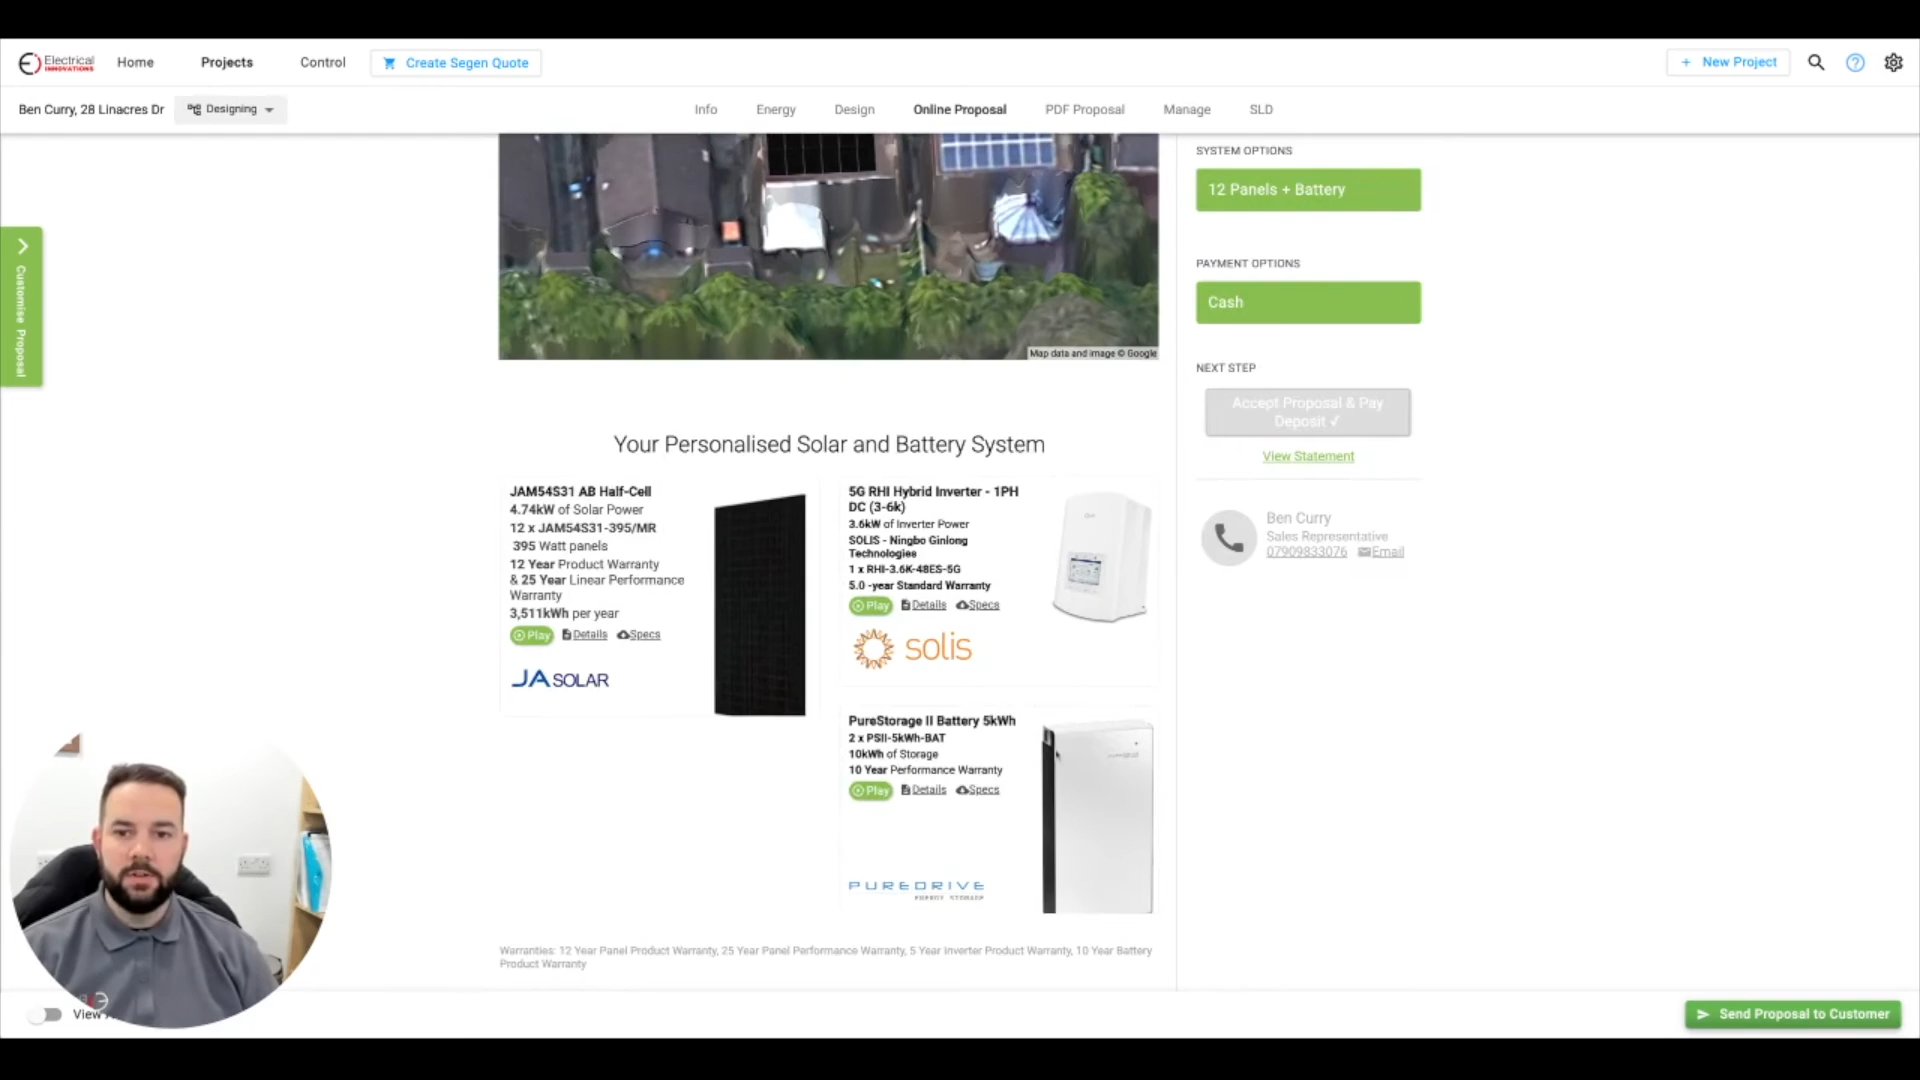 Electrical
INNOVATIONS
Home
Projects
Control
Create Segen Quote
+ New Project
Ben Curry, 28 Linacres Dr
Designing
Info
Energy
Design
Online Proposal
PDF Proposal
Manage
SLD
Customise Proposal
Map data and image © Google
SYSTEM OPTIONS
12 Panels + Battery
PAYMENT OPTIONS
Cash
NEXT STEP
Accept Proposal & Pay
Deposit ✓
View Statement
Ben Curry
Sales Representative
07909833076 Email
Your Personalised Solar and Battery System
JAM54S31 AB Half-Cell
4.74kW of Solar Power
12 x JAM54S31-395/MR
395 Watt panels
12 Year Product Warranty
& 25 Year Linear Performance
Warranty
3,511kWh per year
Play Details Specs
JA SOLAR
5G RHI Hybrid Inverter - 1PH
DC (3-6k)
3.6kW of Inverter Power
SOLIS - Ningbo Ginlong
Technologies
1 x RHI-3.6K-48ES-5G
5.0 -year Standard Warranty
Play Details Specs
solis
PureStorage II Battery 5kWh
2 x PSII-5kWh-BAT
10kWh of Storage
10 Year Performance Warranty
Play Details Specs
PUREDRIVE
ENERGY STORAGE
Warranties: 12 Year Panel Product Warranty, 25 Year Panel Performance Warranty, 5 Year Inverter Product Warranty, 10 Year Battery
Product Warranty
View
Send Proposal to Customer